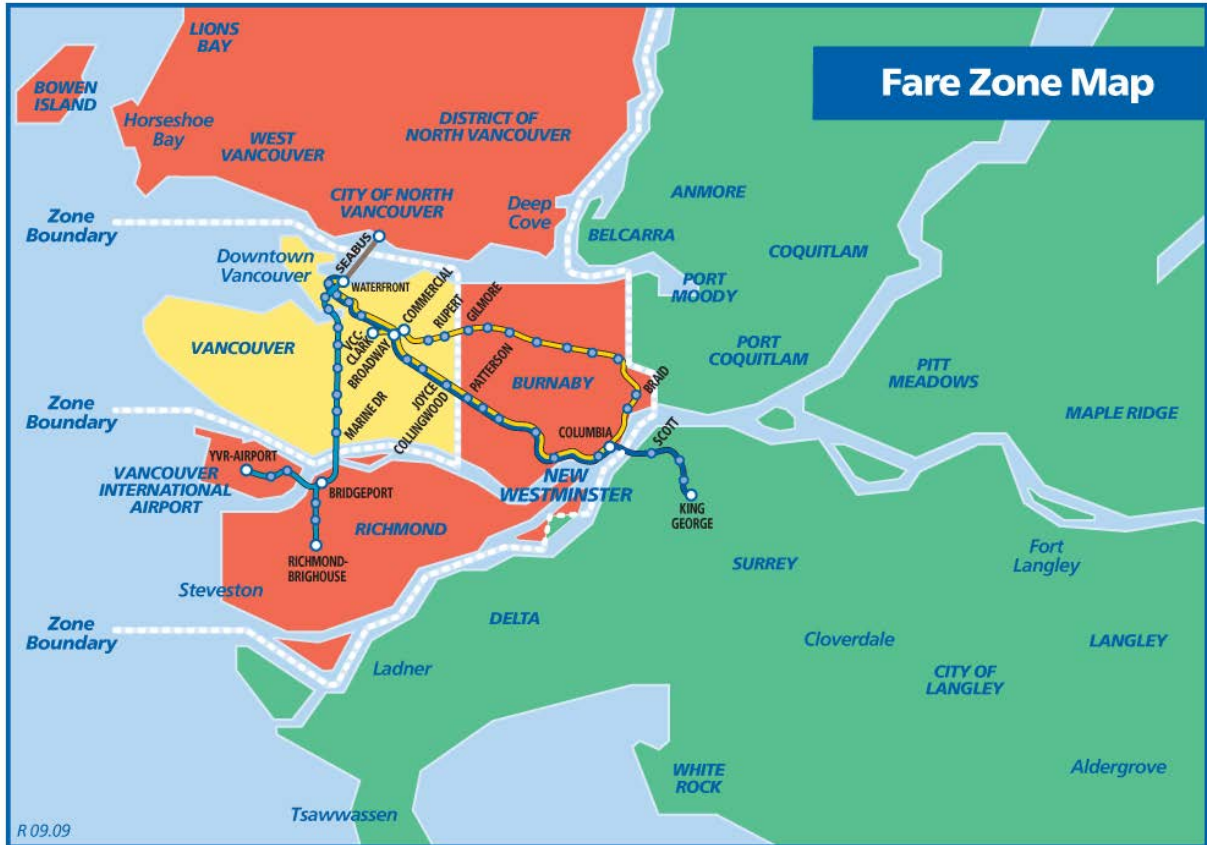 LIONS
BAY
BOWEN
ISLAND
Fare Zone Map
Horseshoe
Bay
WEST
VANCOUVER
DISTRICT OF
NORTH VANCOUVER
CITY OF NORTH
VANCOUVER
Deep
Cove
ANMORE
BELCARRA
COQUITLAM
Zone
Boundary
Downtown
Vancouver
SEABUS
WATERFRONT
PORT
MOODY
COMMERCIAL
RUPERT
GILMORE
VANCOUVER
VCC-
CLARK
BROADWAY
PATTERSON
BURNABY
PORT
COQUITLAM
PITT
MEADOWS
BRAID
MAPLE RIDGE
Zone
Boundary
MARINE DR
JOYCE
COLLINGWOOD
COLUMBIA
SCOTT
YVR-AIRPORT
VANCOUVER
INTERNATIONAL
AIRPORT
BRIDGEPORT
NEW
WESTMINSTER
KING
GEORGE
RICHMOND
RICHMOND-
BRIGHOUSE
Steveston
SURREY
Fort
Langley
Zone
Boundary
DELTA
Cloverdale
LANGLEY
Ladner
CITY OF
LANGLEY
WHITE
ROCK
Aldergrove
Tsawwassen
R 09.09